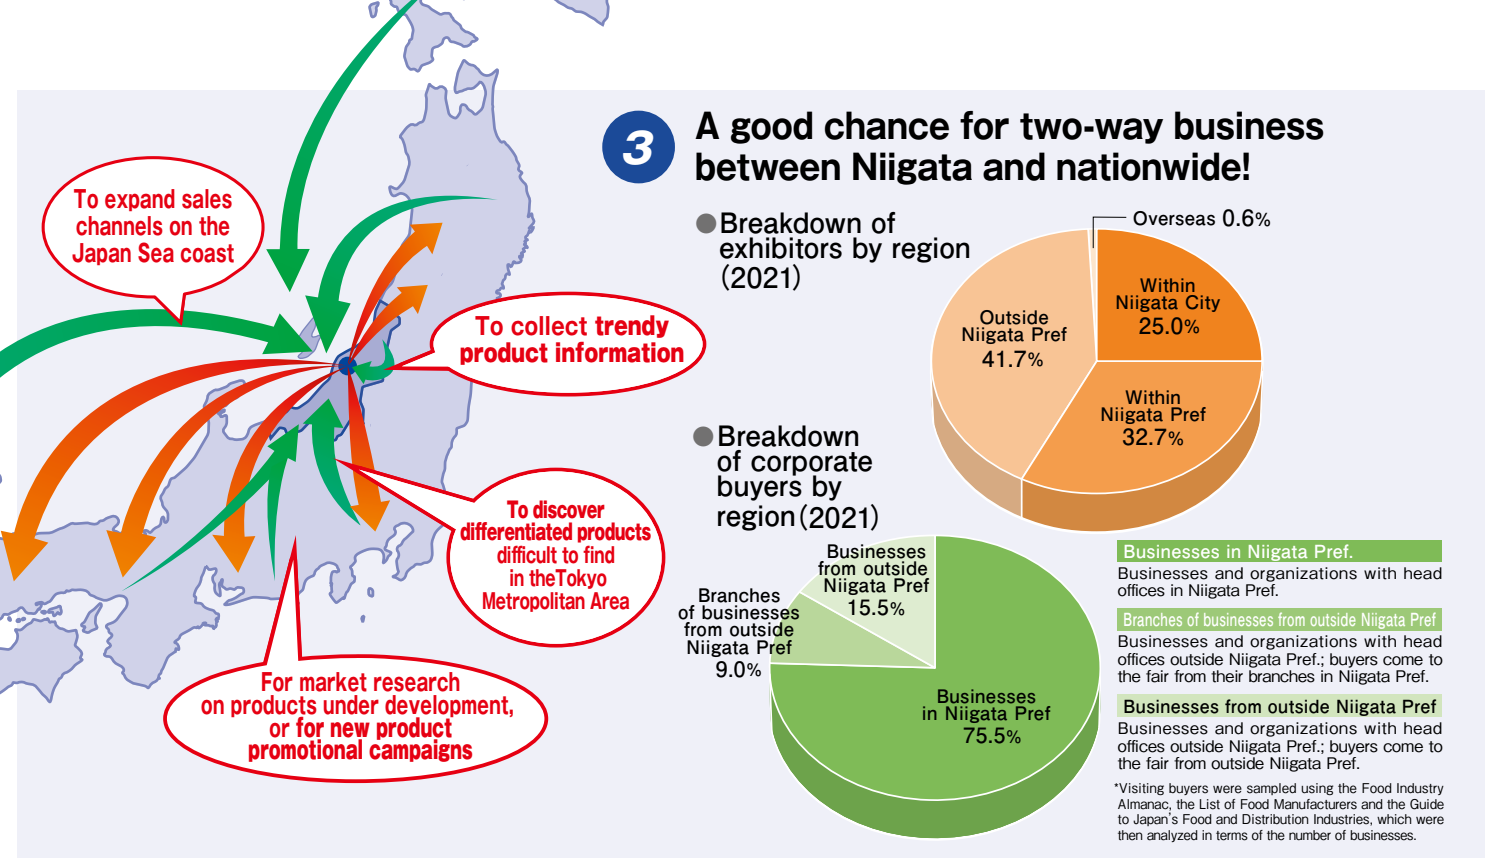 3
A good chance for two-way business
between Niigata and nationwide!
To expand sales
channels on the
Japan Sea coast
To collect trendy
product information
To discover
differentiated products
difficult to find
in theTokyo
Metropolitan Area
For market research
on products under development,
or for new product
promotional campaigns
●Breakdown of
exhibitors by region
(2021)
Overseas 0.6%
Within
Niigata City
25.0%
Within
Niigata Pref
32.7%
Outside
Niigata Pref
41.7%
●Breakdown
of corporate
buyers by
region(2021)
Businesses
from outside
Niigata Pref
15.5%
Branches
of businesses
from outside
Niigata Pref
9.0%
Businesses
in Niigata Pref
75.5%
Businesses in Niigata Pref.
Businesses and organizations with head
offices in Niigata Pref.
Branches of businesses from outside Niigata Pref
Businesses and organizations with head
offices outside Niigata Pref.; buyers come to
the fair from their branches in Niigata Pref.
Businesses from outside Niigata Pref
Businesses and organizations with head
offices outside Niigata Pref.; buyers come to
the fair from outside Niigata Pref.
*Visiting buyers were sampled using the Food Industry
Almanac, the List of Food Manufacturers and the Guide
to Japan's Food and Distribution Industries, which were
then analyzed in terms of the number of businesses.